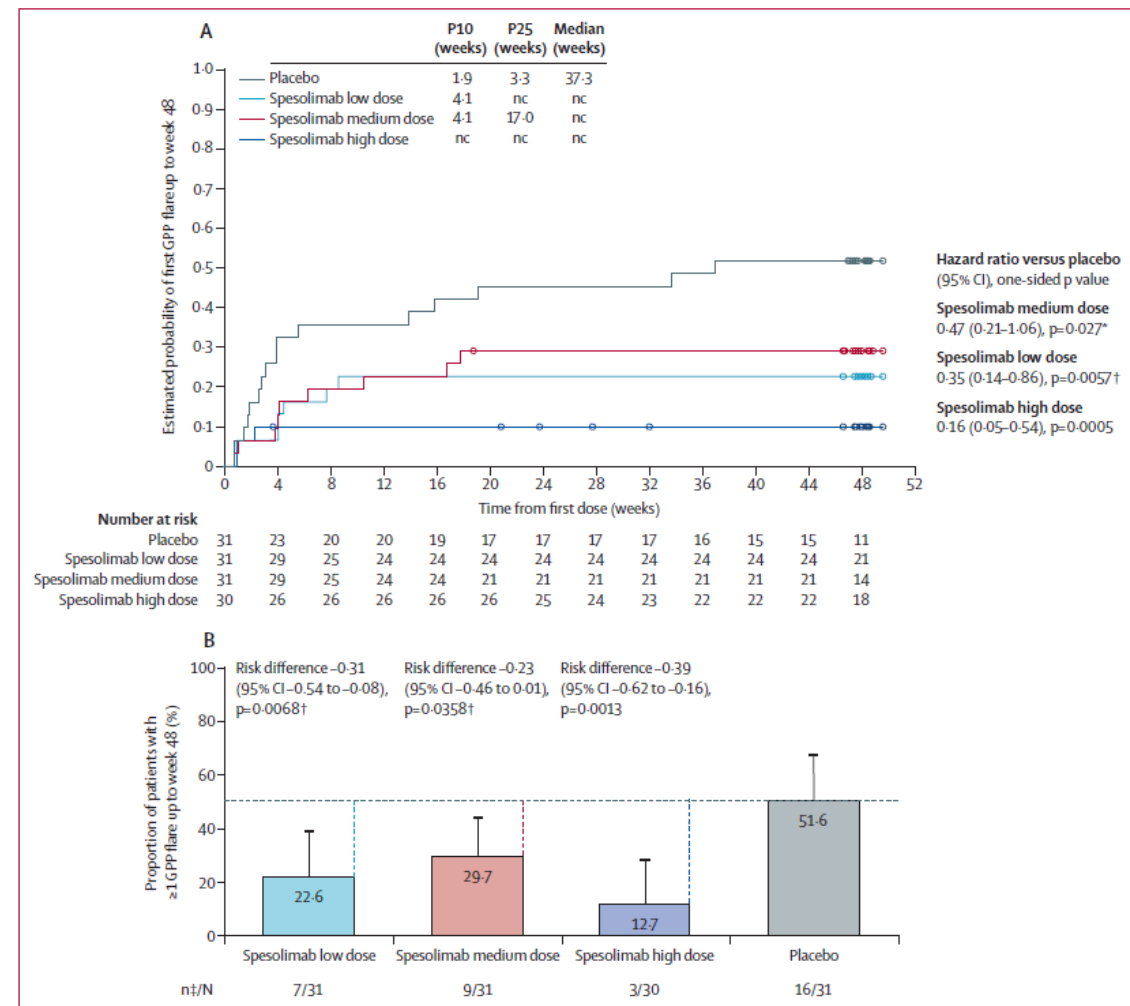 A
P10 P25 Median
(weeks) (weeks) (weeks)
Placebo 1·9 3·3 37·3
Spesolimab low dose 4·1 nc nc
Spesolimab medium dose 4·1 17·0 nc
Spesolimab high dose nc nc nc
Estimated probability of first GPP flare up to week 48
1·0
0·9
0·8
0·7
0·6
0·5
0·4
0·3
0·2
0·1
0
0 4 8 12 16 20 24 28 32 36 40 44 48 52
Time from first dose (weeks)
Hazard ratio versus placebo
(95% CI), one-sided p value
Spesolimab medium dose
0·47 (0·21–1·06), p=0·027*
Spesolimab low dose
0·35 (0·14–0·86), p=0·0057†
Spesolimab high dose
0·16 (0·05–0·54), p=0·0005
Number at risk
Placebo 31 23 20 20 19 17 17 17 17 16 15 15 11
Spesolimab low dose 31 29 25 24 24 24 24 24 24 24 24 24 21
Spesolimab medium dose 31 29 25 24 24 21 21 21 21 21 21 21 14
Spesolimab high dose 30 26 26 26 26 26 25 24 23 22 22 22 18
B
Risk difference –0·31
(95% CI –0·54 to –0·08),
p=0·0068†
Risk difference –0·23
(95% CI –0·46 to 0·01),
p=0·0358†
Risk difference –0·39
(95% CI –0·62 to –0·16),
p=0·0013
Proportion of patients with
≥1 GPP flare up to week 48 (%)
100
80
60
40
20
0
22·6
29·7
12·7
51·6
Spesolimab low dose Spesolimab medium dose Spesolimab high dose Placebo
n‡/N 7/31 9/31 3/30 16/31